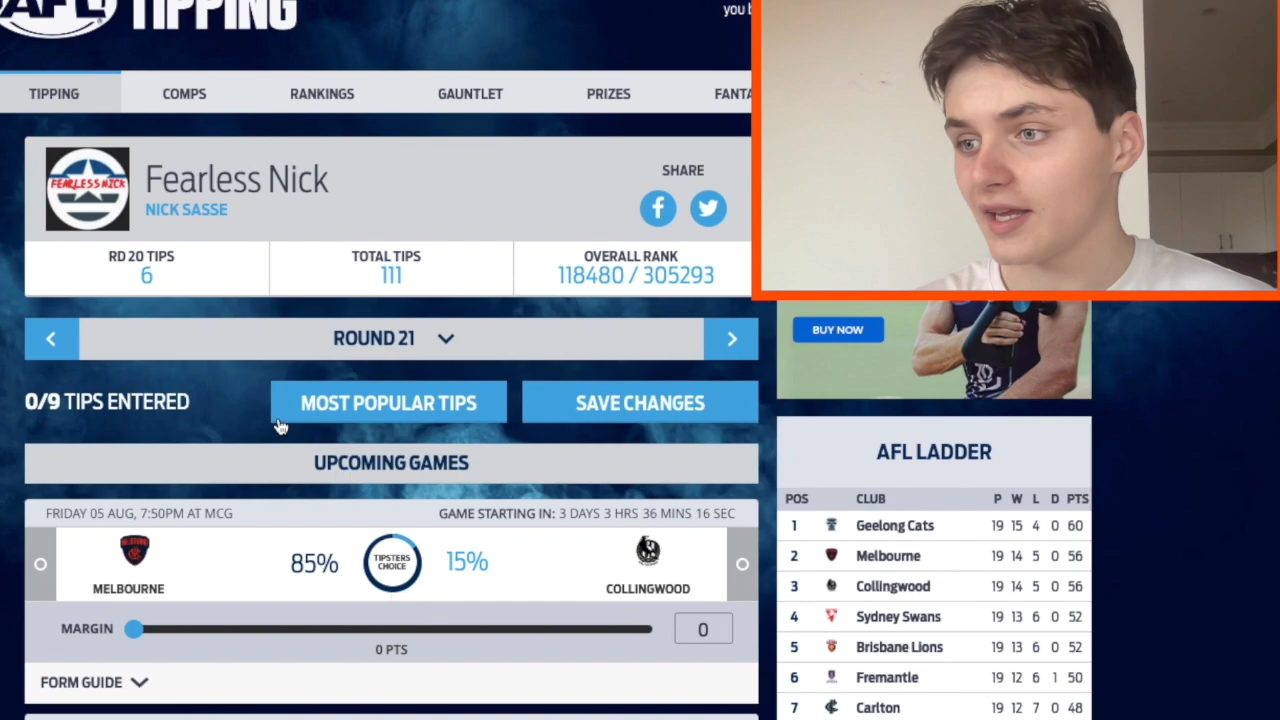 AFL TIPPING
you b
TIPPING COMPS RANKINGS GAUNTLET PRIZES FANTA
FEARLESS NICK
Fearless Nick
NICK SASSE
SHARE
RD 20 TIPS
6
TOTAL TIPS
111
OVERALL RANK
118480 / 305293
ROUND 21
0/9 TIPS ENTERED
MOST POPULAR TIPS
SAVE CHANGES
UPCOMING GAMES
FRIDAY 05 AUG, 7:50PM AT MCG
GAME STARTING IN: 3 DAYS 3 HRS 36 MINS 16 SEC
MELBOURNE
85%
TIPSTERS
CHOICE
15%
COLLINGWOOD
MARGIN
0
0 PTS
FORM GUIDE
BUY NOW
AFL LADDER
POS CLUB P W L D PTS
1 Geelong Cats 19 15 4 0 60
2 Melbourne 19 14 5 0 56
3 Collingwood 19 14 5 0 56
4 Sydney Swans 19 13 6 0 52
5 Brisbane Lions 19 13 6 0 52
6 Fremantle 19 12 6 1 50
7 Carlton 19 12 7 0 48